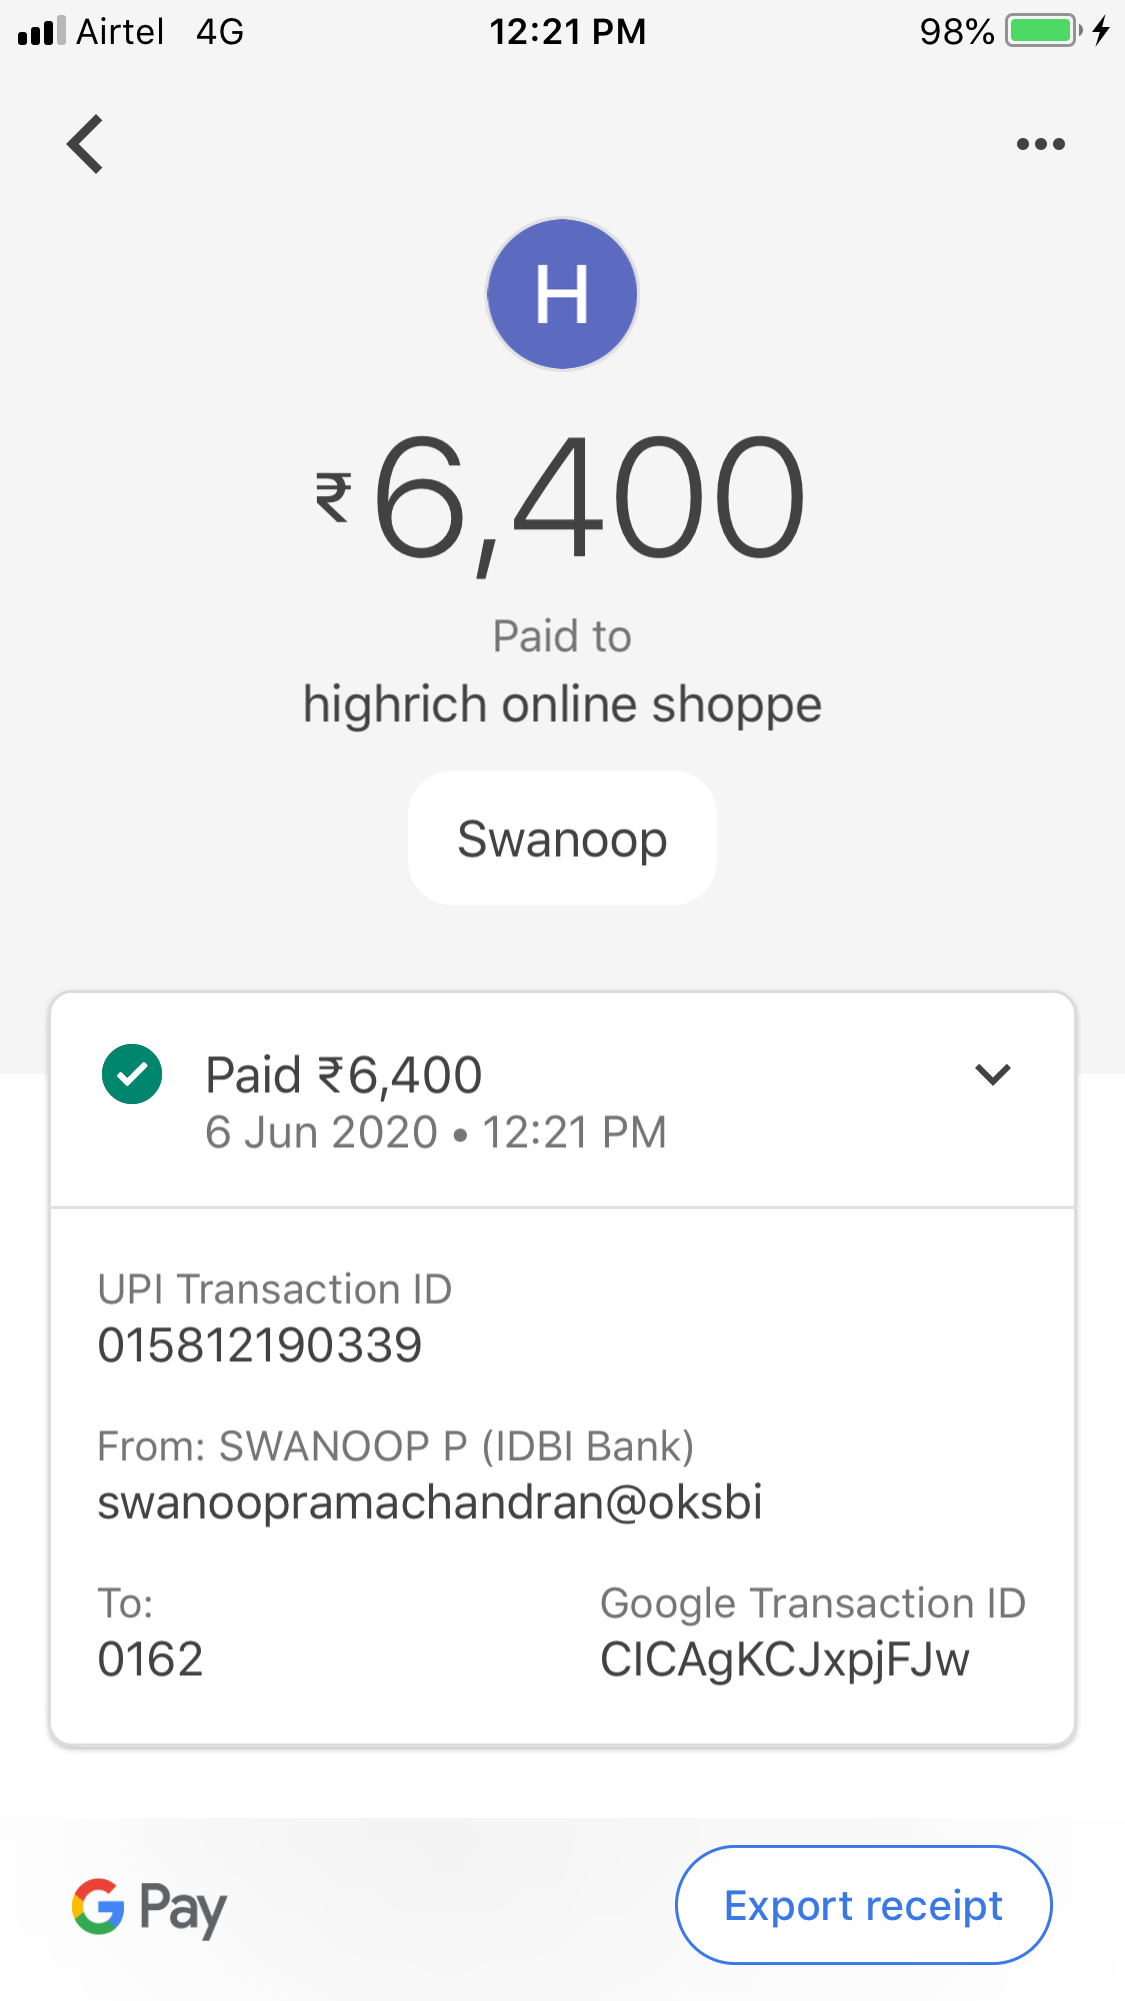 Airtel 4G 12:21 PM 98%
H
₹6,400
Paid to
highrich online shoppe
Swanoop
Paid ₹6,400
6 Jun 2020 • 12:21 PM
UPI Transaction ID
015812190339
From: SWANOOP P (IDBI Bank)
swanoopramachandran@oksbi
To:
0162
Google Transaction ID
CICAgKCJxpjFJw
G Pay
Export receipt